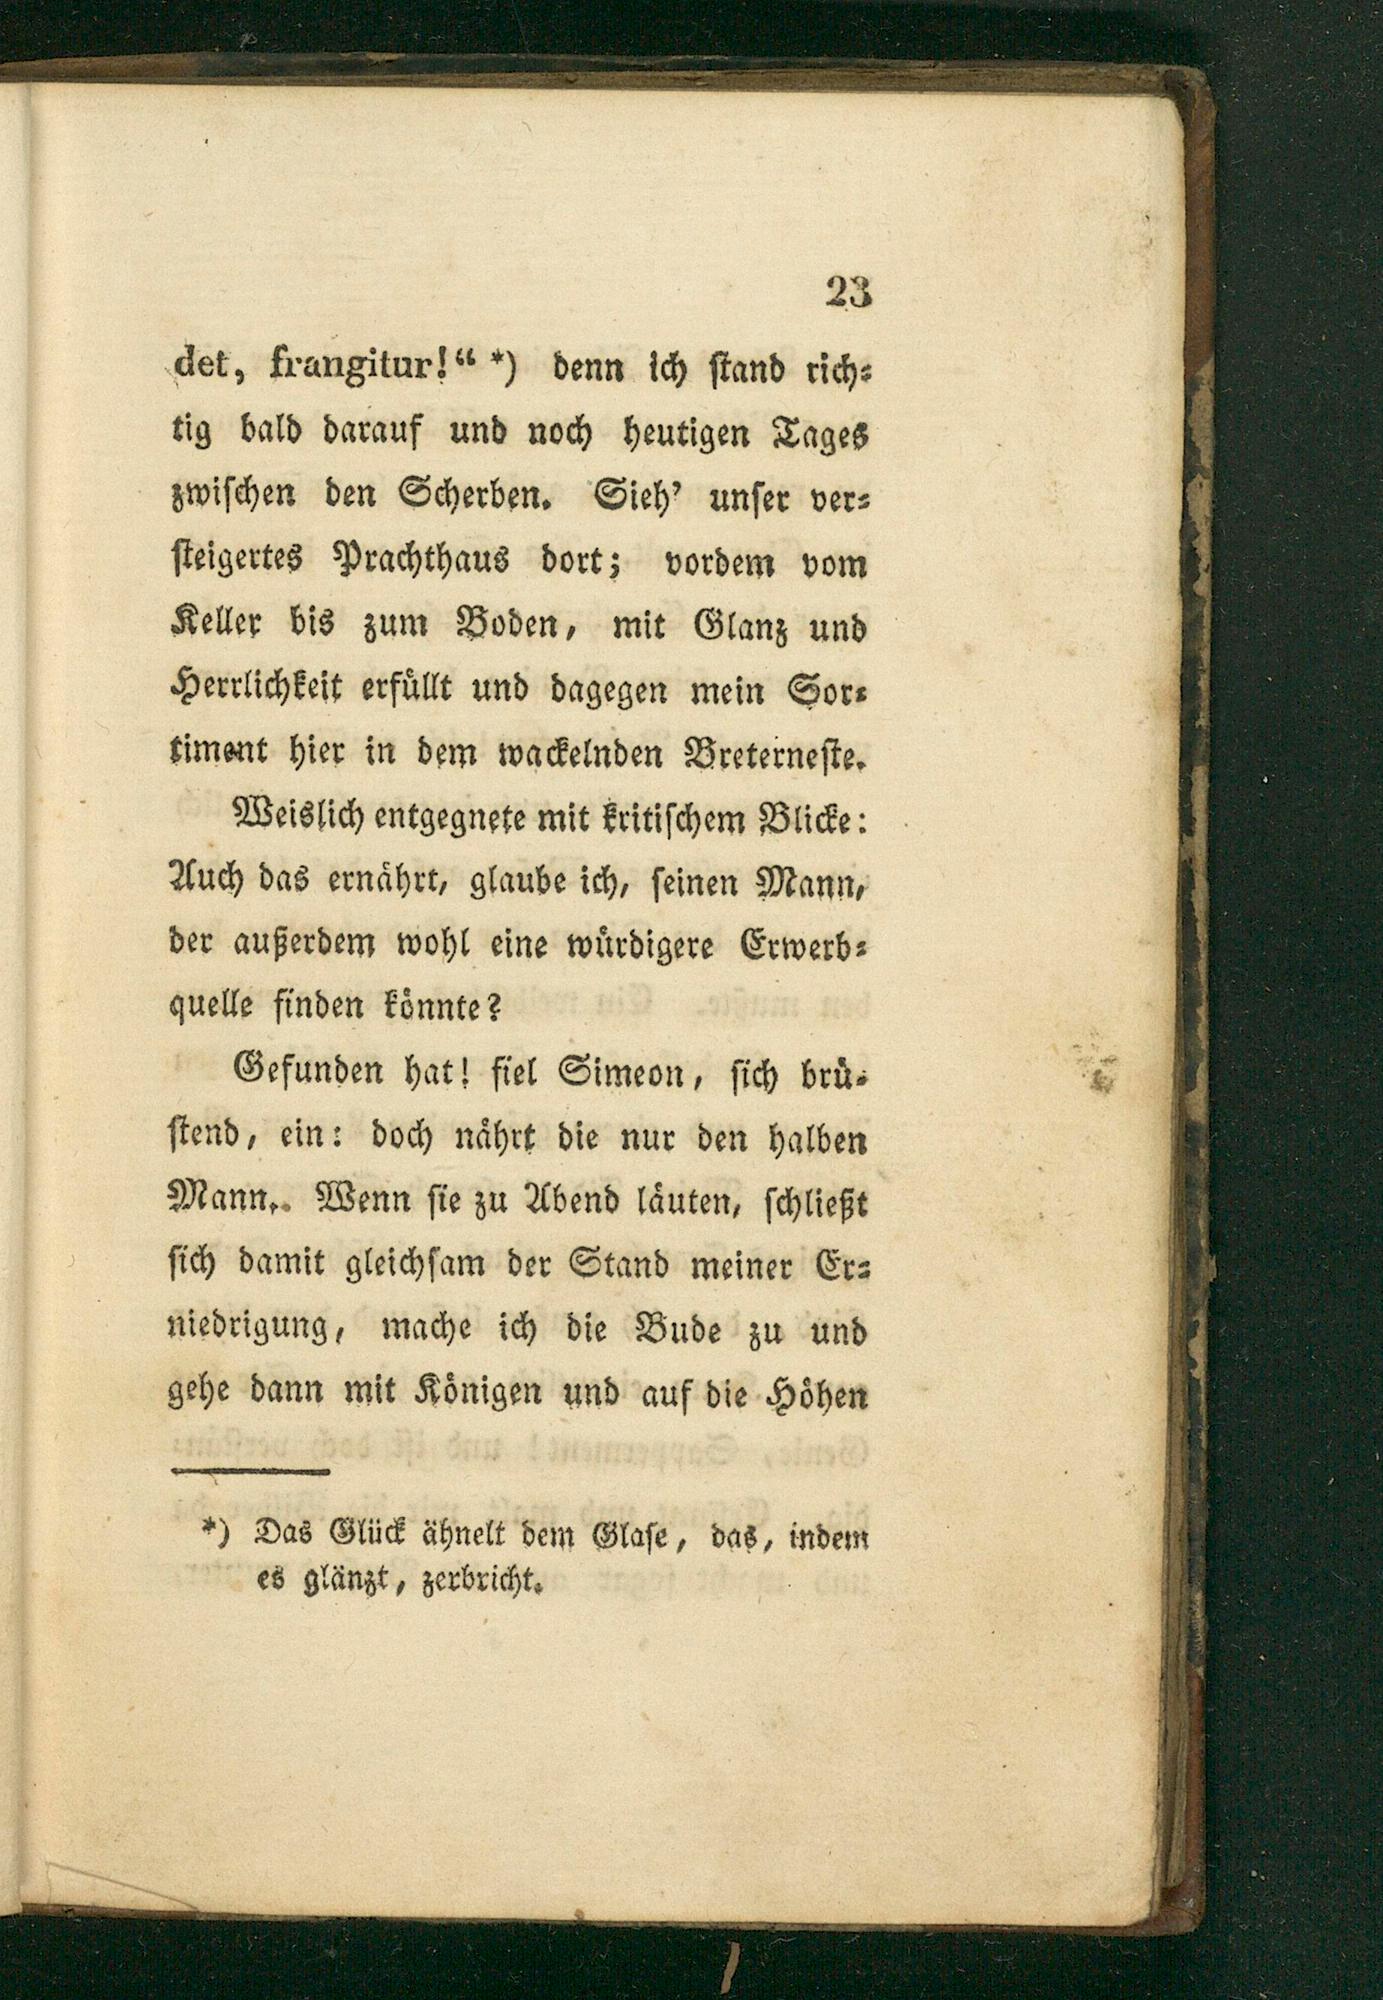 23
det, frangitur!“ *) denn ich stand rich⸗
tig bald darauf und noch heutigen Tages
zwischen den Scherben. Sieh’ unser ver⸗
steigertes Prachthaus dort; vordem vom
Keller bis zum Boden, mit Glanz und
Herrlichkeit erfüllt und dagegen mein Sor⸗
timent hier in dem wackelnden Breterneste.
Weislich entgegnete mit kritischem Blicke:
Auch das ernährt, glaube ich, seinen Mann,
der außerdem wohl eine würdigere Erwerb⸗
quelle finden könnte?
Gefunden hat! fiel Simeon, sich brü⸗
stend, ein: doch nährt die nur den halben
Mann. Wenn sie zu Abend läuten, schließt
sich damit gleichsam der Stand meiner Er⸗
niedrigung, mache ich die Bude zu und
gehe dann mit Königen und auf die Höhen
*) Das Glück ähnelt dem Glase, das, indem
es glänzt, zerbricht.